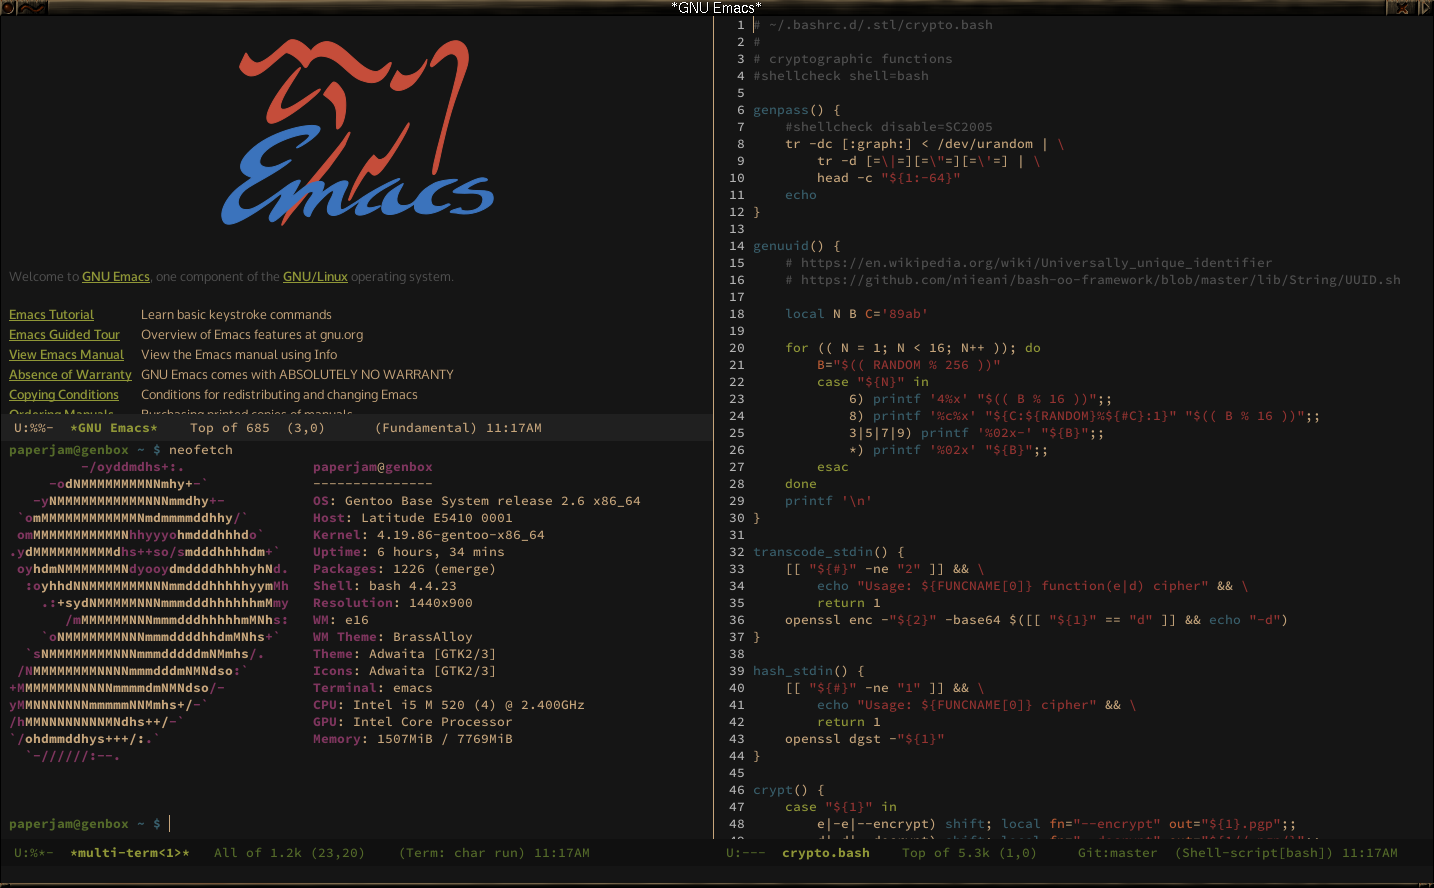 *GNU Emacs*
Emacs
Welcome to GNU Emacs, one component of the GNU/Linux operating system.
Emacs Tutorial Learn basic keystroke commands
Emacs Guided Tour Overview of Emacs features at gnu.org
View Emacs Manual View the Emacs manual using Info
Absence of Warranty GNU Emacs comes with ABSOLUTELY NO WARRANTY
Copying Conditions Conditions for redistributing and changing Emacs
Ordering Manuals Purchasing printed copies of manuals
U:%%- *GNU Emacs* Top of 685 (3,0) (Fundamental) 11:17AM
paperjam@genbox ~ $ neofetch
-/oyddmdhs+:.
-odNMMMMMMMMNNmhy+-`
-yNMMMMMMMMMMMNNNmmdhy+-
`omMMMMMMMMMMMMNmdmmmmddhhy/`
omMMMMMMMMMMMNhhyyyohmdddhhhdo`
.ydMMMMMMMMMMdhs++so/smdddhhhhdm+`
oyhdmNMMMMMMMNdyooydmddddhhhhyhNd.
:oyhhdNNMMMMMMMNNNmmdddhhhhhyymMh
.:+sydNMMMMMNNNmmmdddhhhhhhmMmy
/mMMMMMMNNNmmmdddhhhhhmMNhs:
`oNMMMMMMMNNNmmmddddhhdmMNhs+`
`sNMMMMMMMMNNNmmmdddddmNMmhs/.
/NMMMMMMMMNNNNmmmdddmNMNdso:`
+MMMMMMMNNNNNmmmmdmNMNdso/-
yMMNNNNNNNmmmmmNNMmhs+/-`
/hMMNNNNNNNNMNdhs++/-`
`/ohdmmddhys+++/:.`
`-//////:--.
paperjam@genbox
---------------
OS: Gentoo Base System release 2.6 x86_64
Host: Latitude E5410 0001
Kernel: 4.19.86-gentoo-x86_64
Uptime: 6 hours, 34 mins
Packages: 1226 (emerge)
Shell: bash 4.4.23
Resolution: 1440x900
WM: e16
WM Theme: BrassAlloy
Theme: Adwaita [GTK2/3]
Icons: Adwaita [GTK2/3]
Terminal: emacs
CPU: Intel i5 M 520 (4) @ 2.400GHz
GPU: Intel Core Processor
Memory: 1507MiB / 7769MiB
paperjam@genbox ~ $
U:%*- *multi-term<1>* All of 1.2k (23,20) (Term: char run) 11:17AM
1 # ~/.bashrc.d/.stl/crypto.bash
2 #
3 # cryptographic functions
4 #shellcheck shell=bash
5
6 genpass() {
7 #shellcheck disable=SC2005
8 tr -dc [:graph:] < /dev/urandom | \
9 tr -d [=\|=][=\"=][=\'=] | \
10 head -c "${1:-64}"
11 echo
12 }
13
14 genuuid() {
15 # https://en.wikipedia.org/wiki/Universally_unique_identifier
16 # https://github.com/niieani/bash-oo-framework/blob/master/lib/String/UUID.sh
17
18 local N B C='89ab'
19
20 for (( N = 1; N < 16; N++ )); do
21 B="$(( RANDOM % 256 ))"
22 case "${N}" in
23 6) printf '4%x' "$(( B % 16 ))";;
24 8) printf '%c%x' "${C:${RANDOM}%${#C}:1}" "$(( B % 16 ))";;
25 3|5|7|9) printf '%02x-' "${B}";;
26 *) printf '%02x' "${B}";;
27 esac
28 done
29 printf '\n'
30 }
31
32 transcode_stdin() {
33 [[ "${#}" -ne "2" ]] && \
34 echo "Usage: ${FUNCNAME[0]} function(e|d) cipher" && \
35 return 1
36 openssl enc -"${2}" -base64 $([[ "${1}" == "d" ]] && echo "-d")
37 }
38
39 hash_stdin() {
40 [[ "${#}" -ne "1" ]] && \
41 echo "Usage: ${FUNCNAME[0]} cipher" && \
42 return 1
43 openssl dgst -"${1}"
44 }
45
46 crypt() {
47 case "${1}" in
48 e|-e|--encrypt) shift; local fn="--encrypt" out="${1}.pgp";;
U:--- crypto.bash Top of 5.3k (1,0) Git:master (Shell-script[bash]) 11:17AM